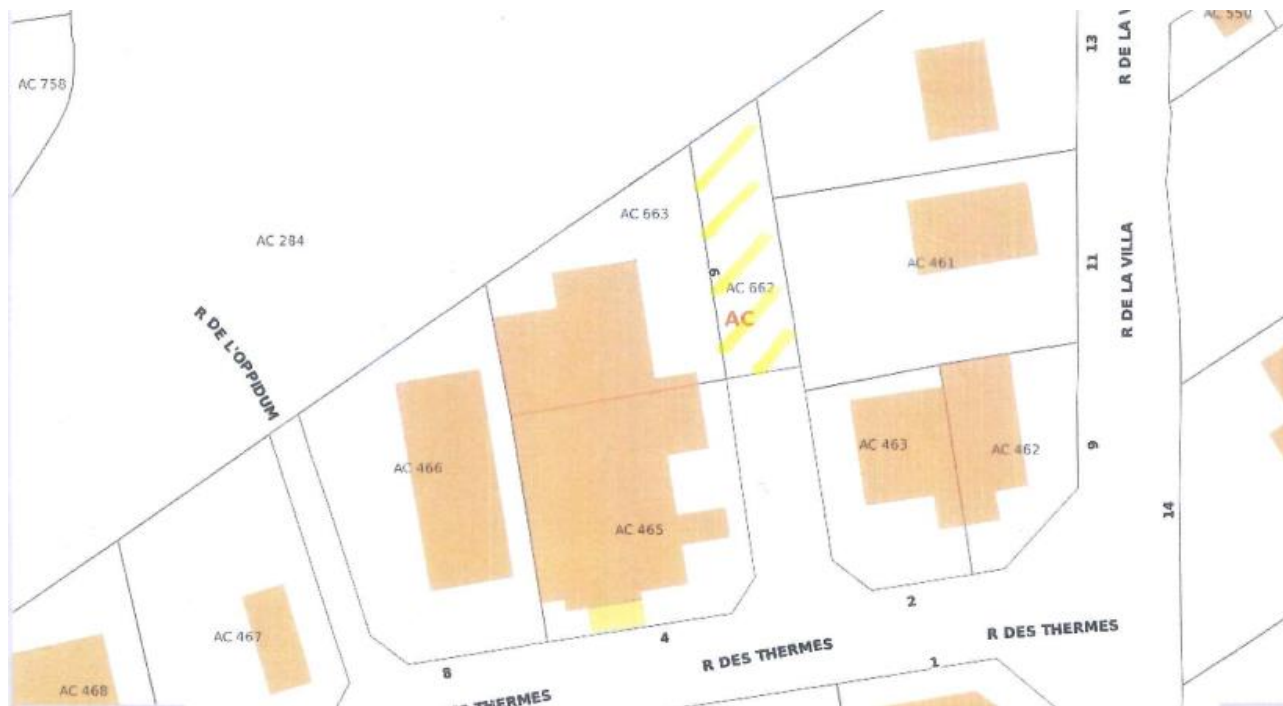 AC 550
13
R DE LA V
AC 758
AC 663
AC 284
AC 461
11
R DE LA VILLA
6
AC 662
AC
R DE L'OPPIDUM
AC 466
AC 463
AC 462
9
14
AC 465
2
AC 467
4
R DES THERMES
R DES THERMES
1
8
AC 468
ES THERMES